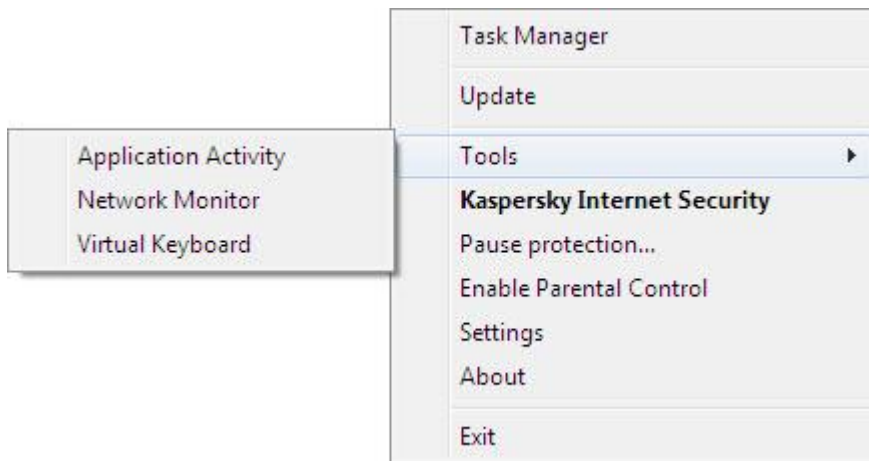 Task Manager
Update
Tools
Application Activity
Network Monitor
Virtual Keyboard
Kaspersky Internet Security
Pause protection...
Enable Parental Control
Settings
About
Exit